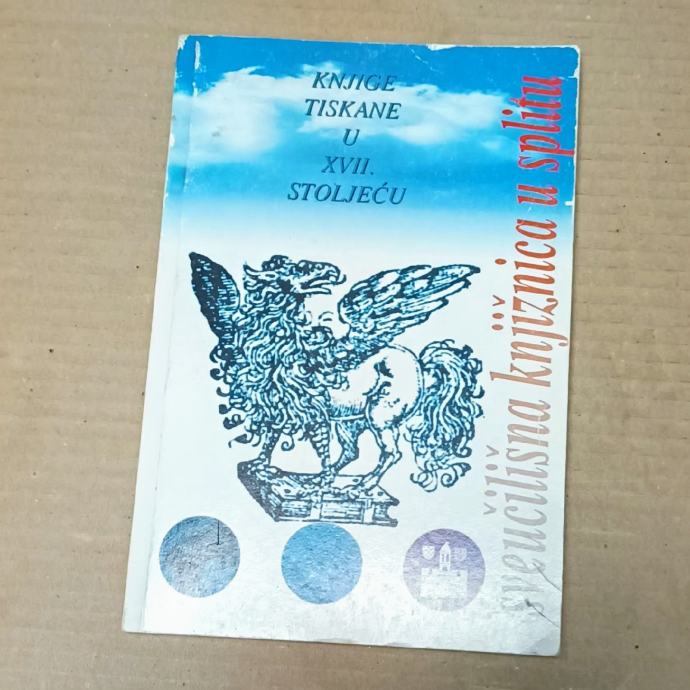 KNJIGE
TISKANE
U
XVII.
STOLJEĆU
sveučilišna knjižnica u splitu